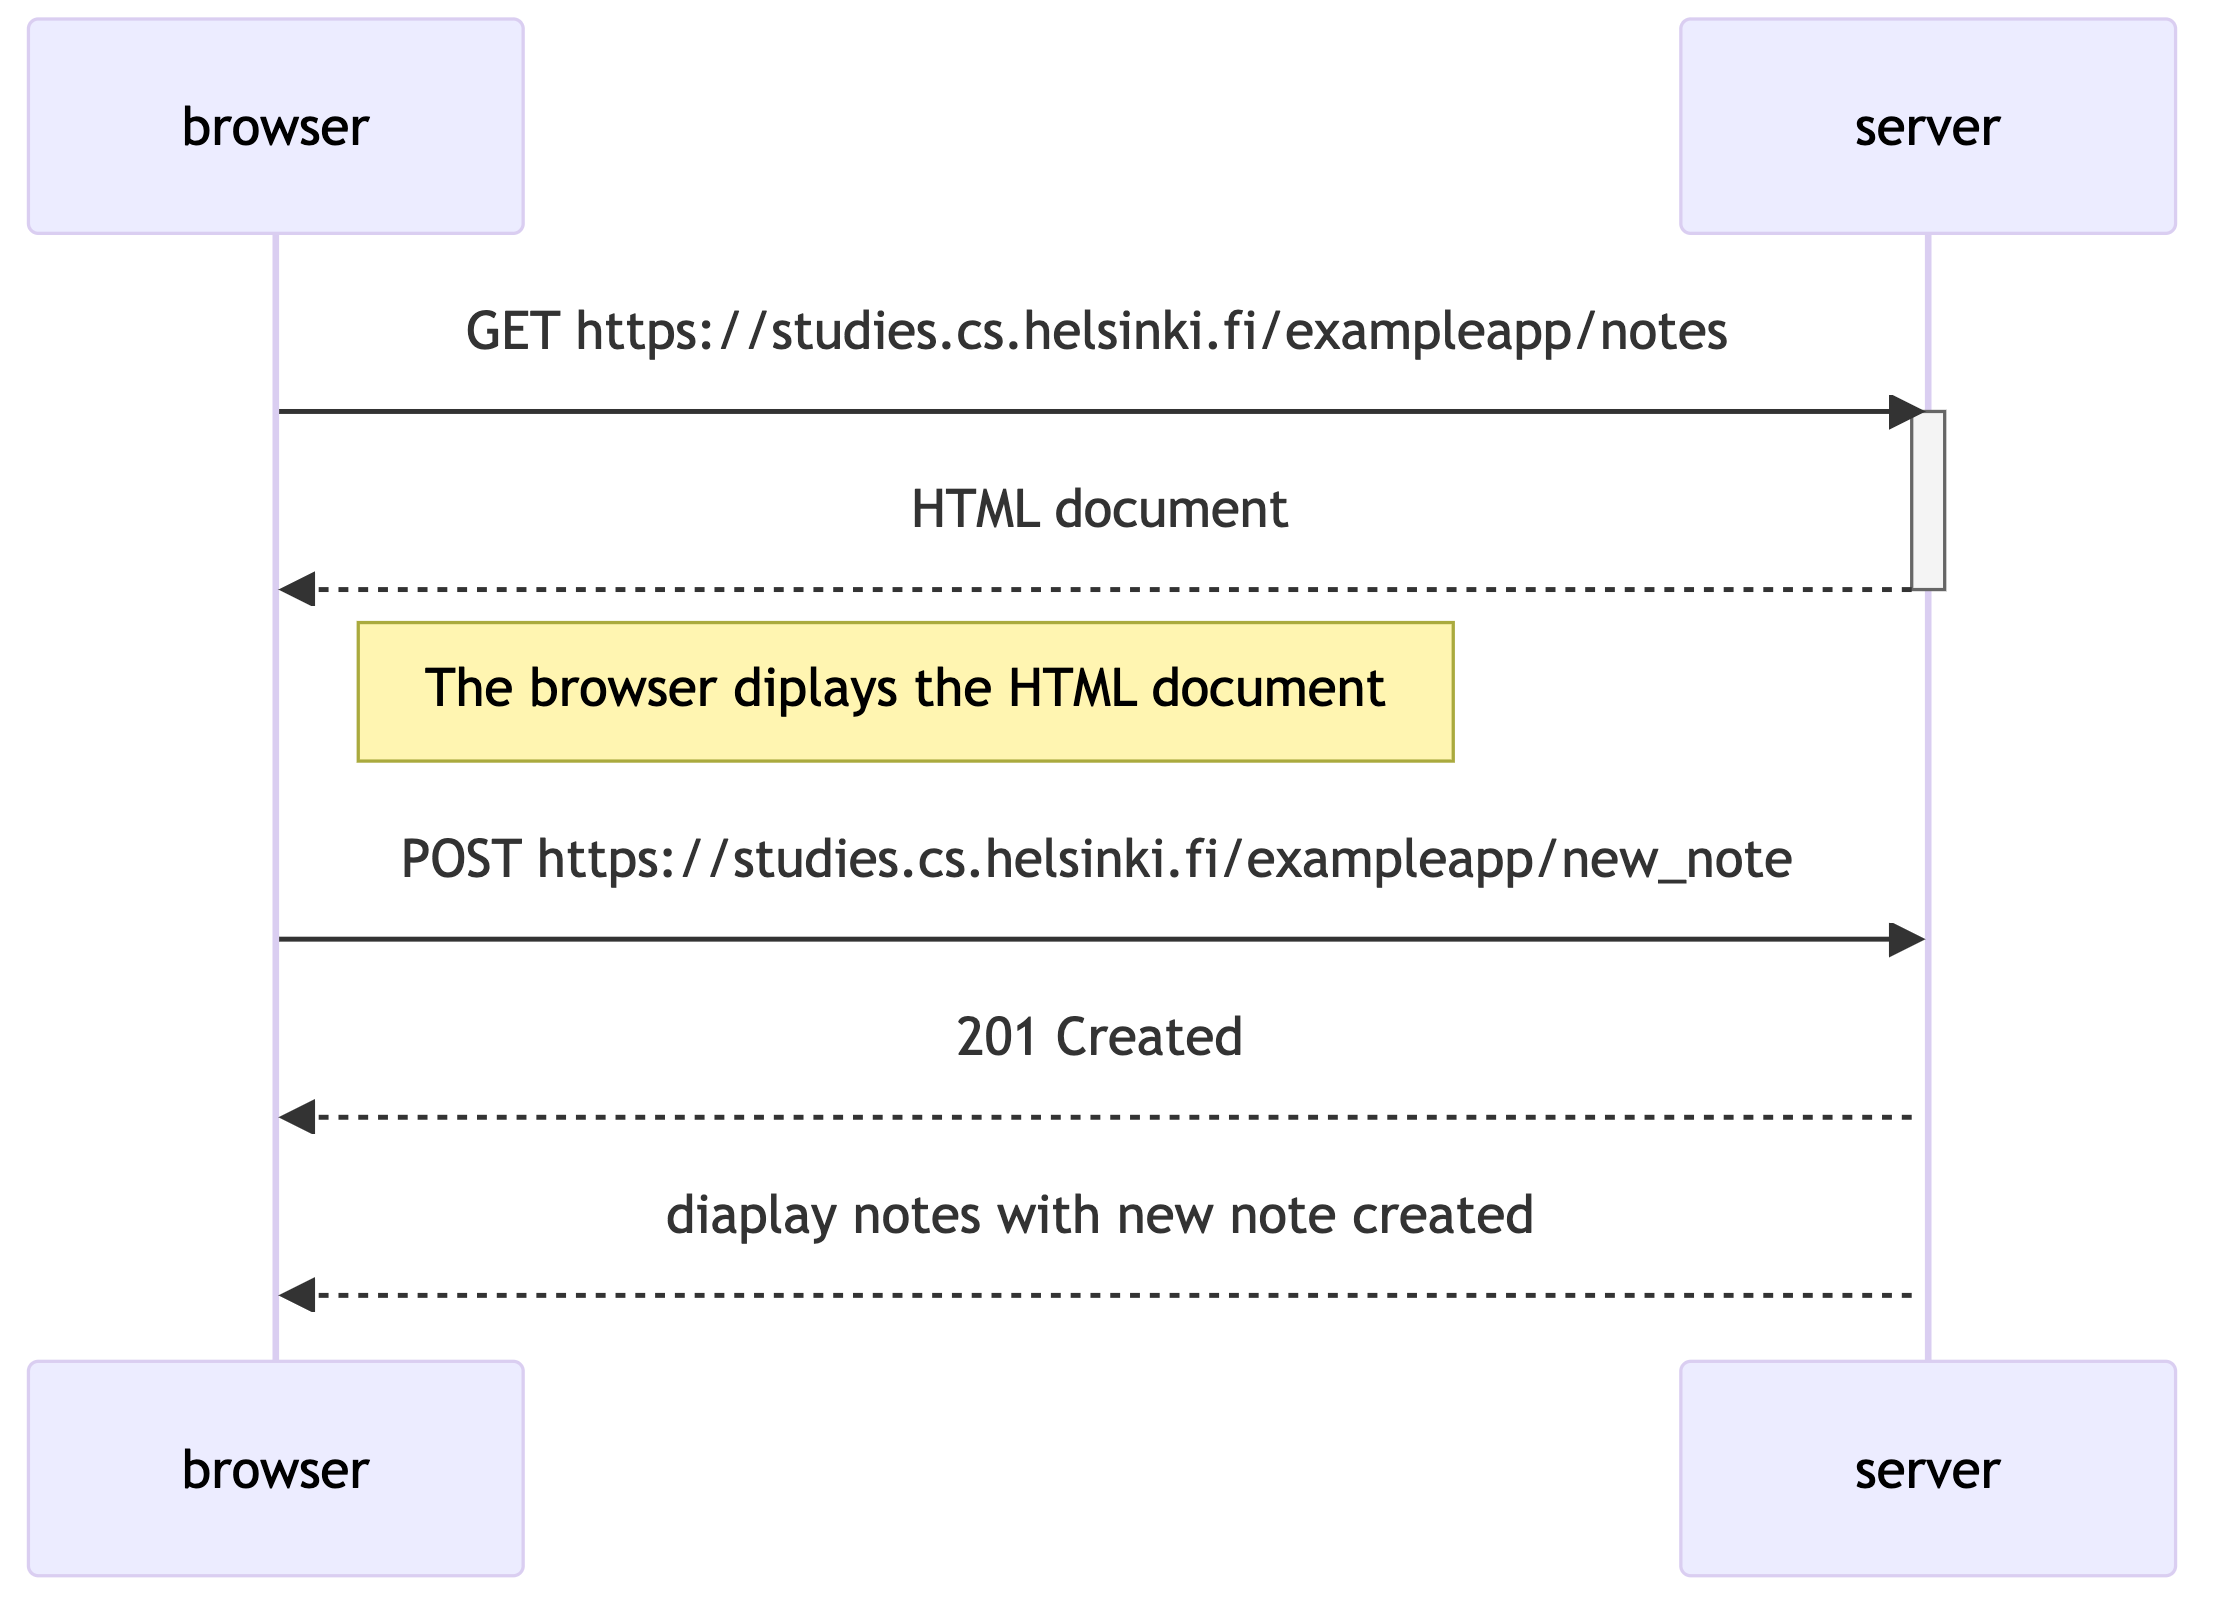 browser
server
GET https://studies.cs.helsinki.fi/exampleapp/notes
HTML document
The browser diplays the HTML document
POST https://studies.cs.helsinki.fi/exampleapp/new_note
201 Created
diaplay notes with new note created
browser
server